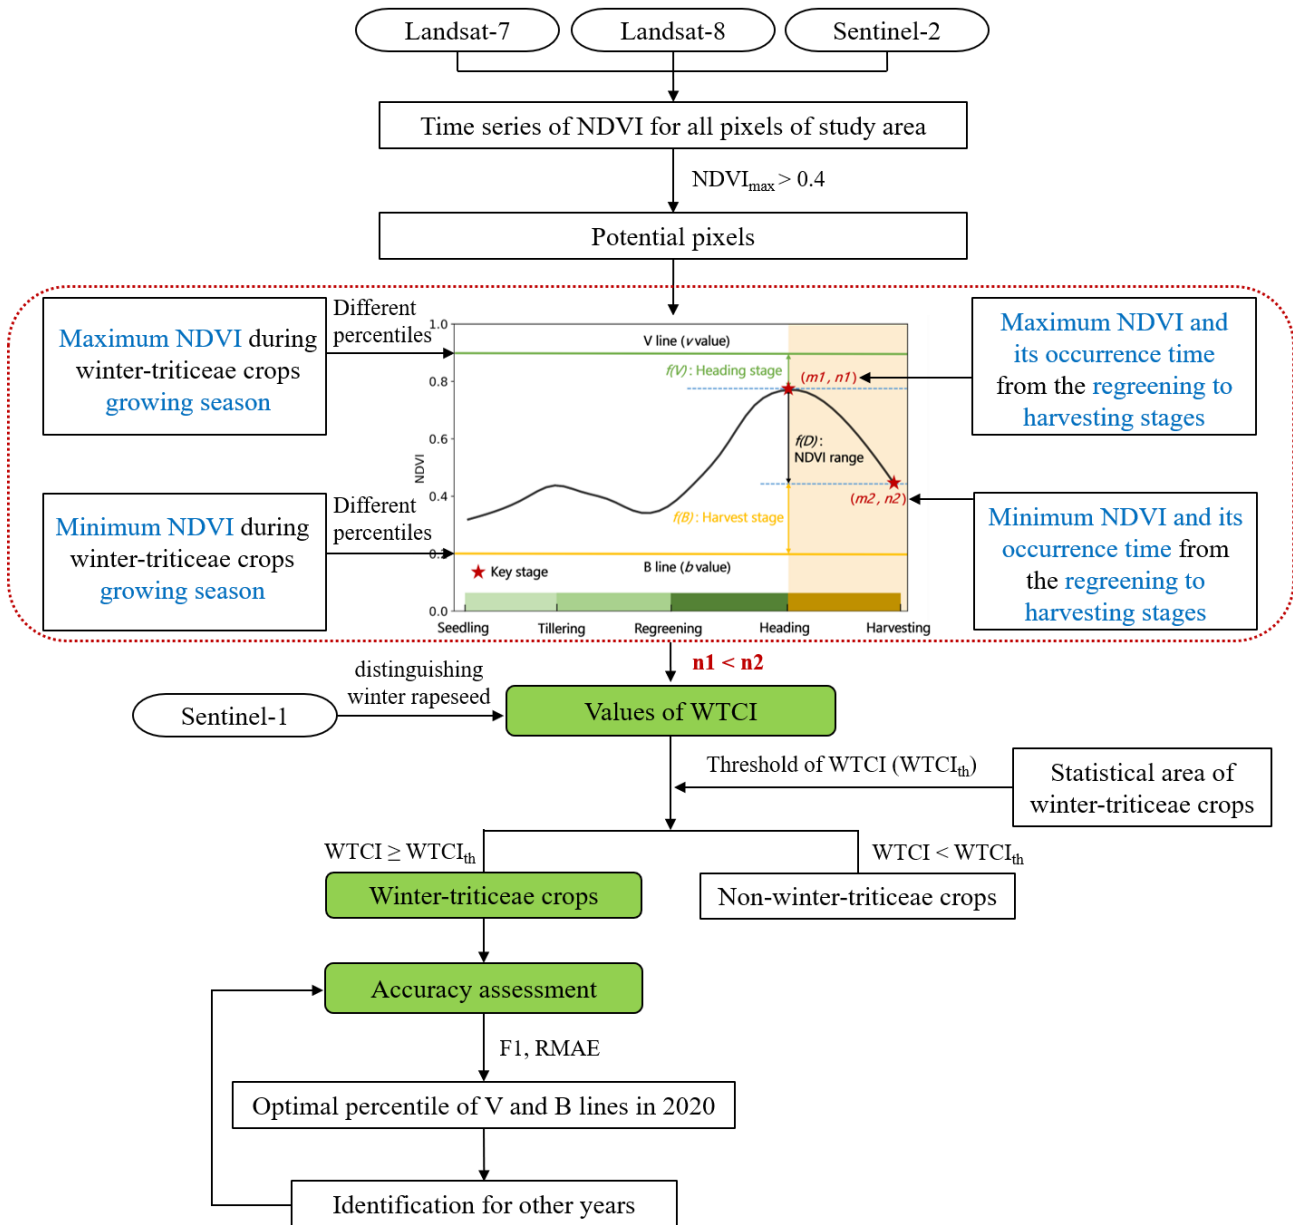 Landsat-7
Landsat-8
Sentinel-2
Time series of NDVI for all pixels of study area
NDVImax > 0.4
Potential pixels
Maximum NDVI during
winter-triticeae crops
growing season
Different
percentiles
Minimum NDVI during
winter-triticeae crops
growing season
Different
percentiles
NDVI
1.0
0.8
0.6
0.4
0.2
0.0
V line (v value)
f(V) : Heading stage
(m1, n1)
f(D) :
NDVI range
(m2, n2)
f(B) : Harvest stage
B line (b value)
Key stage
Seedling
Tillering
Regreening
Heading
Harvesting
Maximum NDVI and
its occurrence time
from the regreening to
harvesting stages
Minimum NDVI and its
occurrence time from
the regreening to
harvesting stages
n1 < n2
distinguishing
winter rapeseed
Sentinel-1
Values of WTCI
Threshold of WTCI (WTCIth)
Statistical area of
winter-triticeae crops
WTCI ≥ WTCIth
WTCI < WTCIth
Winter-triticeae crops
Non-winter-triticeae crops
Accuracy assessment
F1, RMAE
Optimal percentile of V and B lines in 2020
Identification for other years